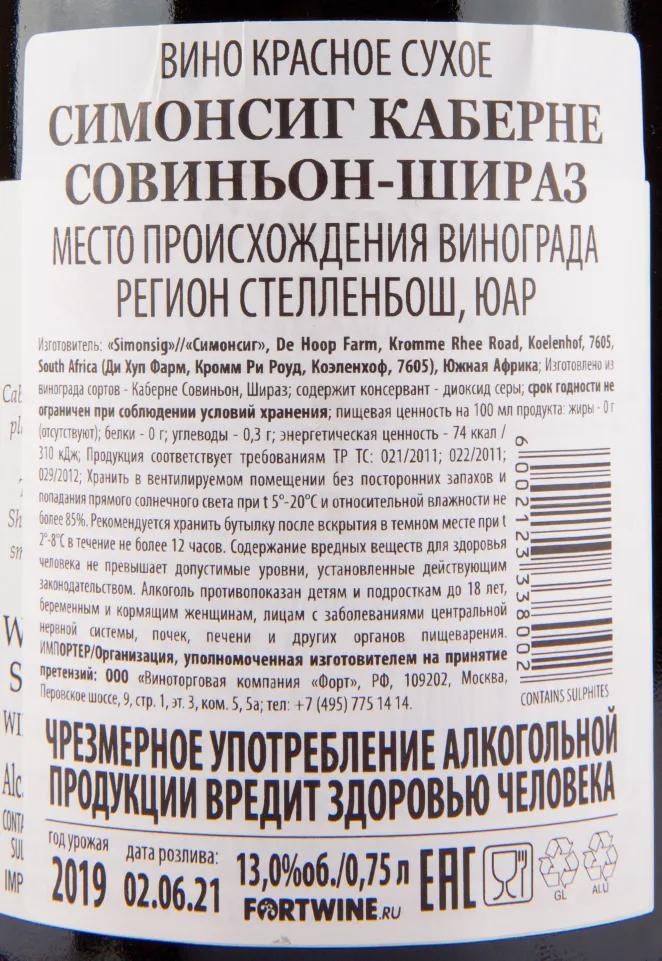 ВИНО КРАСНОЕ СУХОЕ
СИМОНСИГ КАБЕРНЕ
СОВИНЬОН-ШИРАЗ
МЕСТО ПРОИСХОЖДЕНИЯ ВИНОГРАДА
РЕГИОН СТЕЛЛЕНБОШ, ЮАР
Изготовитель: «Simonsig»//«Симонсиг», De Hoop Farm, Kromme Rhee Road, Koelenhof, 7605,
South Africa (Ди Хуп Фарм, Кромм Ри Роуд, Коэленхоф, 7605), Южная Африка; Изготовлено из
винограда сортов - Каберне Совиньон, Шираз; содержит консервант - диоксид серы; срок годности не
ограничен при соблюдении условий хранения; пищевая ценность на 100 мл продукта: жиры - 0 г
(отсутствуют); белки - 0 г; углеводы - 0,3 г; энергетическая ценность - 74 ккал /
310 кДж; Продукция соответствует требованиям ТР ТС: 021/2011; 022/2011;
029/2012; Хранить в вентилируемом помещении без посторонних запахов и
попадания прямого солнечного света при t 5°-20°С и относительной влажности не
более 85%. Рекомендуется хранить бутылку после вскрытия в темном месте при t
2°-8°С в течение не более 12 часов. Содержание вредных веществ для здоровья
человека не превышает допустимые уровни, установленные действующим
законодательством. Алкоголь противопоказан детям и подросткам до 18 лет,
беременным и кормящим женщинам, лицам с заболеваниями центральной
нервной системы, почек, печени и других органов пищеварения.
ИМПОРТЕР/Организация, уполномоченная изготовителем на принятие
претензий: ООО «Виноторговая компания «Форт», РФ, 109202, Москва,
Перовское шоссе, 9, стр. 1, эт. 3, ком. 5, 5а; тел: +7 (495) 775 14 14.
6 002123 338002
CONTAINS SULPHITES
ЧРЕЗМЕРНОЕ УПОТРЕБЛЕНИЕ АЛКОГОЛЬНОЙ
ПРОДУКЦИИ ВРЕДИТ ЗДОРОВЬЮ ЧЕЛОВЕКА
год урожая
2019
дата розлива:
02.06.21
13,0%об./0,75 л
FORTWINE.RU
EAC
GL
ALU